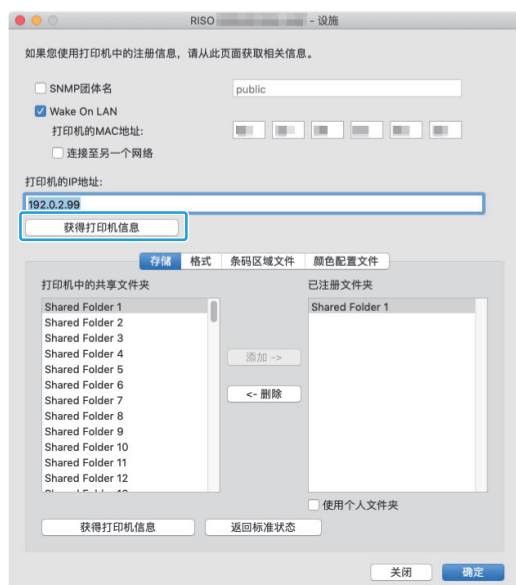 RISO - 设施
如果您使用打印机中的注册信息，请从此页面获取相关信息。
SNMP团体名 public
Wake On LAN
打印机的MAC地址:
连接至另一个网络
打印机的IP地址:
192.0.2.99
获得打印机信息
存储 格式 条码区域文件 颜色配置文件
打印机中的共享文件夹 已注册文件夹
Shared Folder 1 Shared Folder 1
Shared Folder 2
Shared Folder 3
Shared Folder 4
Shared Folder 5
Shared Folder 6
Shared Folder 7
Shared Folder 8
Shared Folder 9
Shared Folder 10
Shared Folder 11
Shared Folder 12
添加 ->
<- 删除
使用个人文件夹
获得打印机信息 返回标准状态
关闭 确定